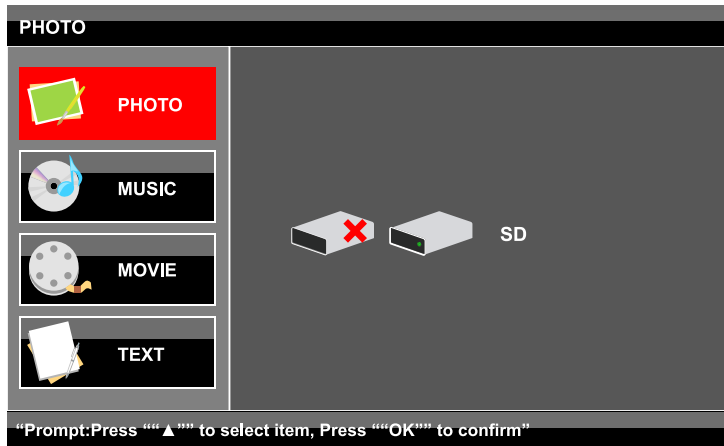 PHOTO
PHOTO
MUSIC
MOVIE
TEXT
SD
“Prompt:Press ““▲”” to select item, Press ““OK”” to confirm”